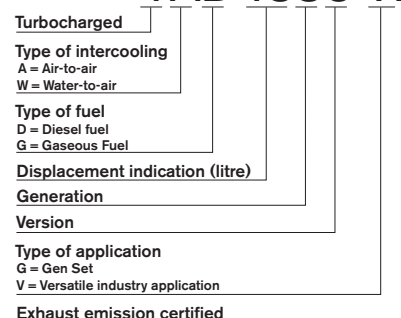 Turbocharged
Type of intercooling
A = Air-to-air
W = Water-to-air
Type of fuel
D = Diesel fuel
G = Gaseous Fuel
Displacement indication (litre)
Generation
Version
Type of application
G = Gen Set
V = Versatile industry application
Exhaust emission certified